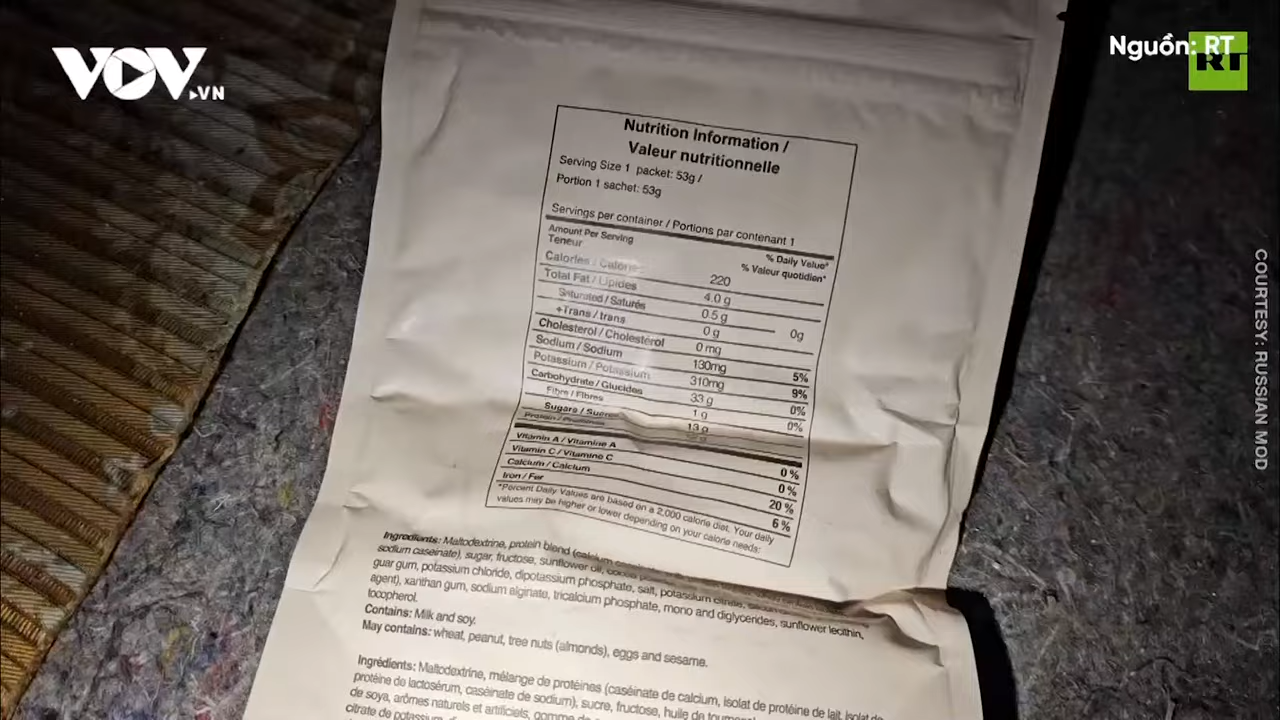 VOV.VN
Nguồn: RT
RT
COURTESY: RUSSIAN MOD
Nutrition Information /
Valeur nutritionnelle
Serving Size 1 packet: 53g /
Portion 1 sachet: 53g
Servings per container / Portions par contenant 1
Amount Per Serving
Teneur
% Daily Value*
% Valeur quotidien*
Calories / Calories 220
Total Fat / Lipides 4.0 g
Saturated / Saturés 0.5 g
+Trans / trans 0 g 0g
Cholesterol / Cholestérol 0 mg
Sodium / Sodium 130mg 5%
Potassium / Potassium 310mg 9%
Carbohydrate / Glucides 33 g 0%
Fibre / Fibres 1 g 0%
Sugars / Sucres 13 g
Protein /
Vitamin A / Vitamine A 0 %
Vitamin C / Vitamine C 0 %
Calcium / Calcium 20 %
Iron / Fer 6 %
*Percent Daily Values are based on a 2,000 calorie diet. Your daily
values may be higher or lower depending on your calorie needs:
Ingredients: Maltodextrine, protein blend (calcium
sodium caseinate), sugar, fructose, sunflower oil,
guar gum, potassium chloride, dipotassium phosphate, salt, potassium citrate,
agent), xanthan gum, sodium alginate, tricalcium phosphate, mono and diglycerides, sunflower lecithin,
tocopherol.
Contains: Milk and soy.
May contains: wheat, peanut, tree nuts (almonds), eggs and sesame.
Ingrédients: Maltodextrine, mélange de protéines (caséinate de calcium, isolat de protéine de lait, isolat de
protéine de lactosérum, caséinate de sodium), sucre, fructose, huile de
de soya, arômes naturels et artificiels, gomme de
citrate de potassium,